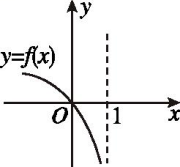 y
y=f(x)
O 1 x